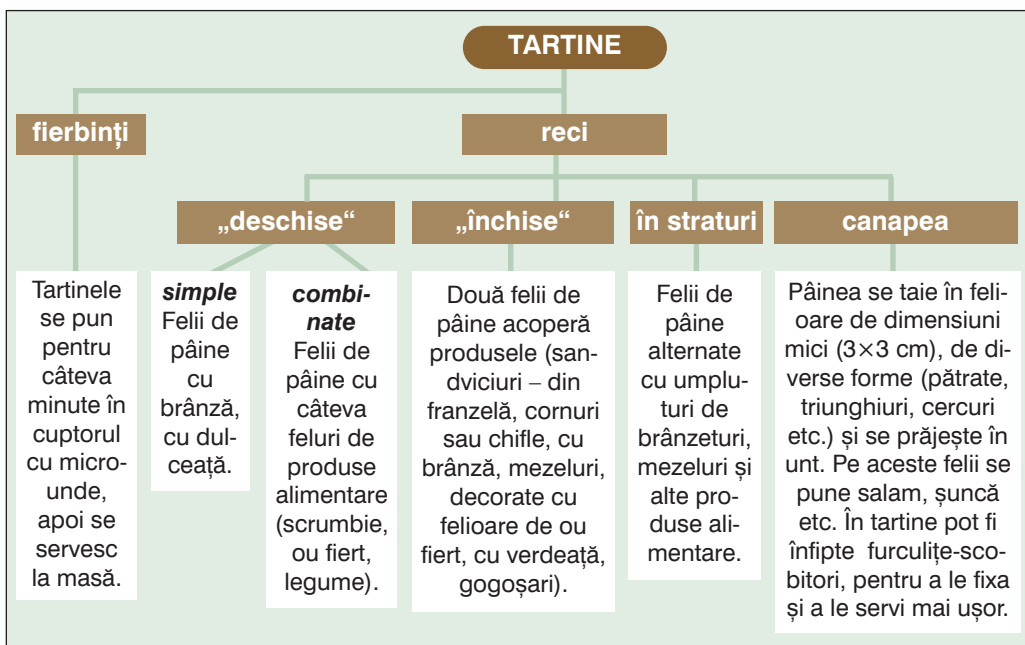 TARTINE
fierbinți
reci
„deschise“
„închise“
în straturi
canapea
Tartinele
se pun
pentru
câteva
minute în
cuptorul
cu micro-
unde,
apoi se
servesc
la masă.
simple
Felii de
pâine
cu
brânză,
cu dul-
ceață.
combi-
nate
Felii de
pâine cu
câteva
feluri de
produse
alimentare
(scrumbie,
ou fiert,
legume).
Două felii de
pâine acoperă
produsele (san-
dviciuri – din
franzelă, cornuri
sau chifle, cu
brânză, mezeluri,
decorate cu
felioare de ou
fiert, cu verdeață,
gogoșari).
Felii de
pâine
alternate
cu umplu-
turi de
brânzeturi,
mezeluri și
alte pro-
duse ali-
mentare.
Pâinea se taie în feli-
oare de dimensiuni
mici (3×3 cm), de di-
verse forme (pătrate,
triunghiuri, cercuri
etc.) și se prăjește în
unt. Pe aceste felii se
pune salam, șuncă
etc. În tartine pot fi
înfipte furculițe-sco-
bitori, pentru a le fixa
și a le servi mai ușor.